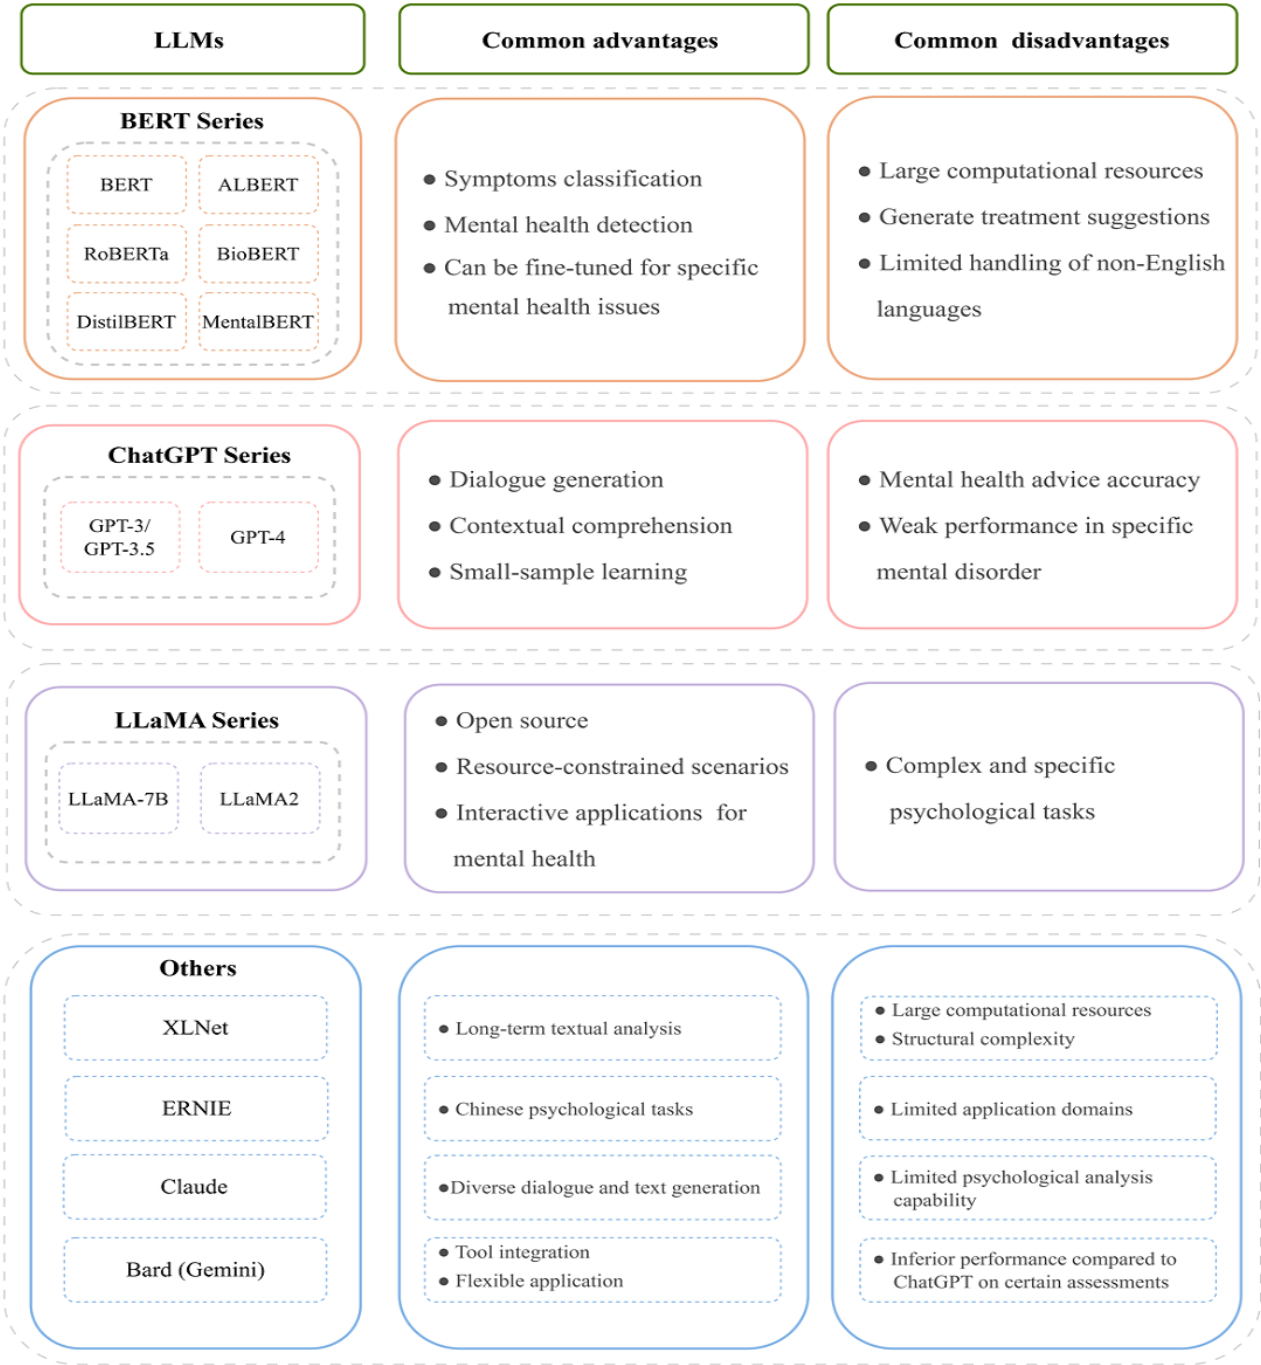 LLMs
Common advantages
Common disadvantages
BERT Series
BERT
ALBERT
RoBERTa
BioBERT
DistilBERT
MentalBERT
● Symptoms classification
● Mental health detection
● Can be fine-tuned for specific
mental health issues
● Large computational resources
● Generate treatment suggestions
● Limited handling of non-English
languages
ChatGPT Series
GPT-3/
GPT-3.5
GPT-4
● Dialogue generation
● Contextual comprehension
● Small-sample learning
● Mental health advice accuracy
● Weak performance in specific
mental disorder
LLaMA Series
LLaMA-7B
LLaMA2
● Open source
● Resource-constrained scenarios
● Interactive applications for
mental health
● Complex and specific
psychological tasks
Others
XLNet
● Long-term textual analysis
● Large computational resources
● Structural complexity
ERNIE
● Chinese psychological tasks
● Limited application domains
Claude
●Diverse dialogue and text generation
● Limited psychological analysis
capability
Bard (Gemini)
● Tool integration
● Flexible application
● Inferior performance compared to
ChatGPT on certain assessments